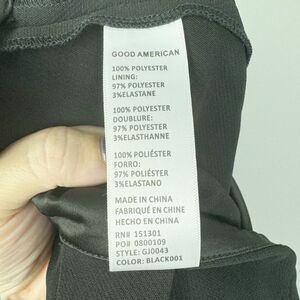 GOOD AMERICAN
100% POLYESTER
LINING:
97% POLYESTER
3%ELASTANE
100% POLYESTER
DOUBLURE:
97% POLYESTER
3%ELASTHANNE
100% POLIÉSTER
FORRO:
97% POLIÉSTER
3%ELASTANO
MADE IN CHINA
FABRIQUÉ EN CHINE
HECHO EN CHINA
RN# 151301
PO# 0800109
STYLE: GJ0043
COLOR: BLACK001